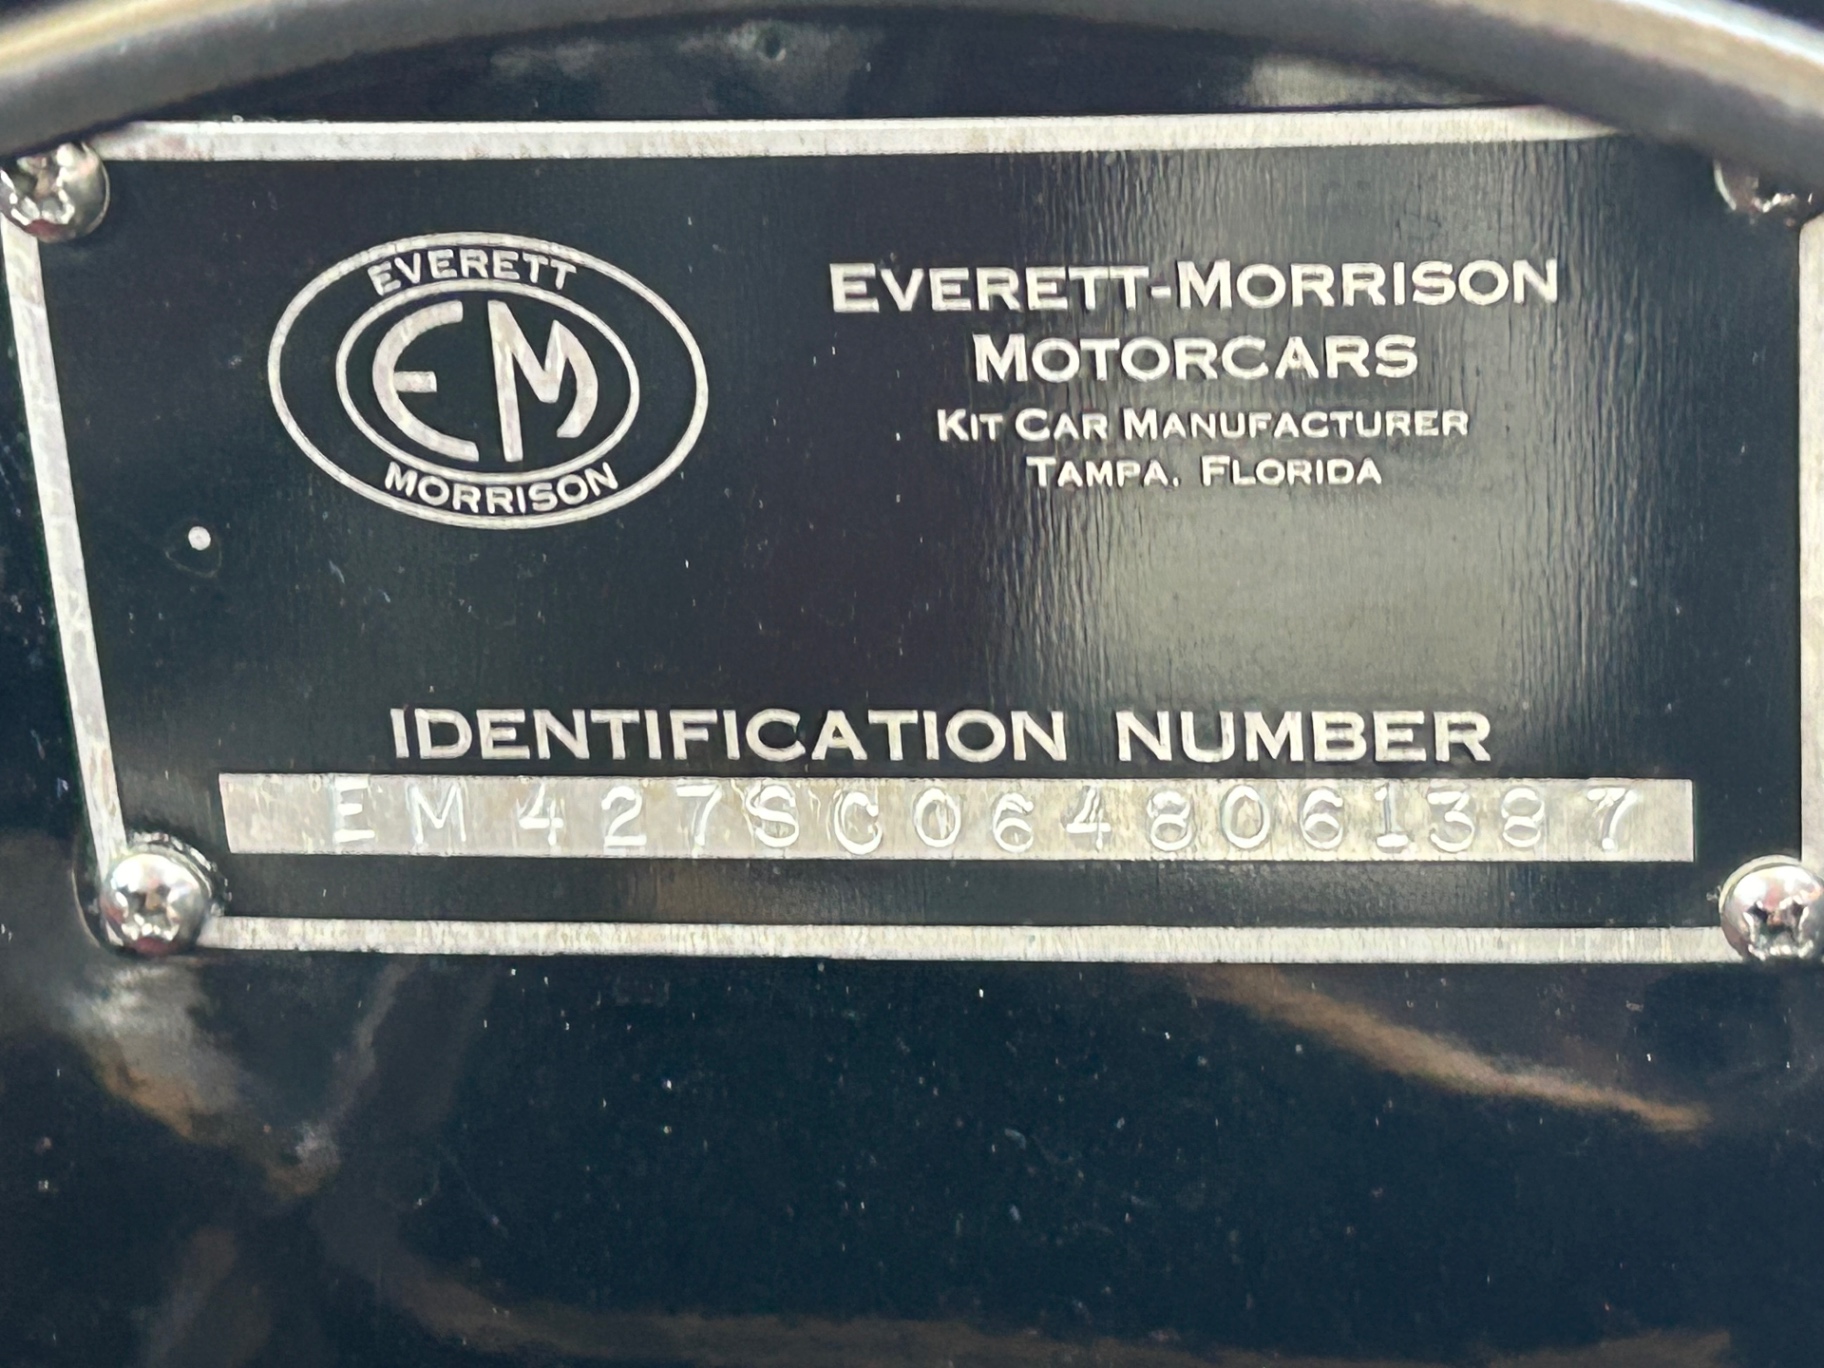 EVERETT
EM
MORRISON
EVERETT-MORRISON
MOTORCARS
KIT CAR MANUFACTURER
TAMPA, FLORIDA
IDENTIFICATION NUMBER
EM427SC0648061387